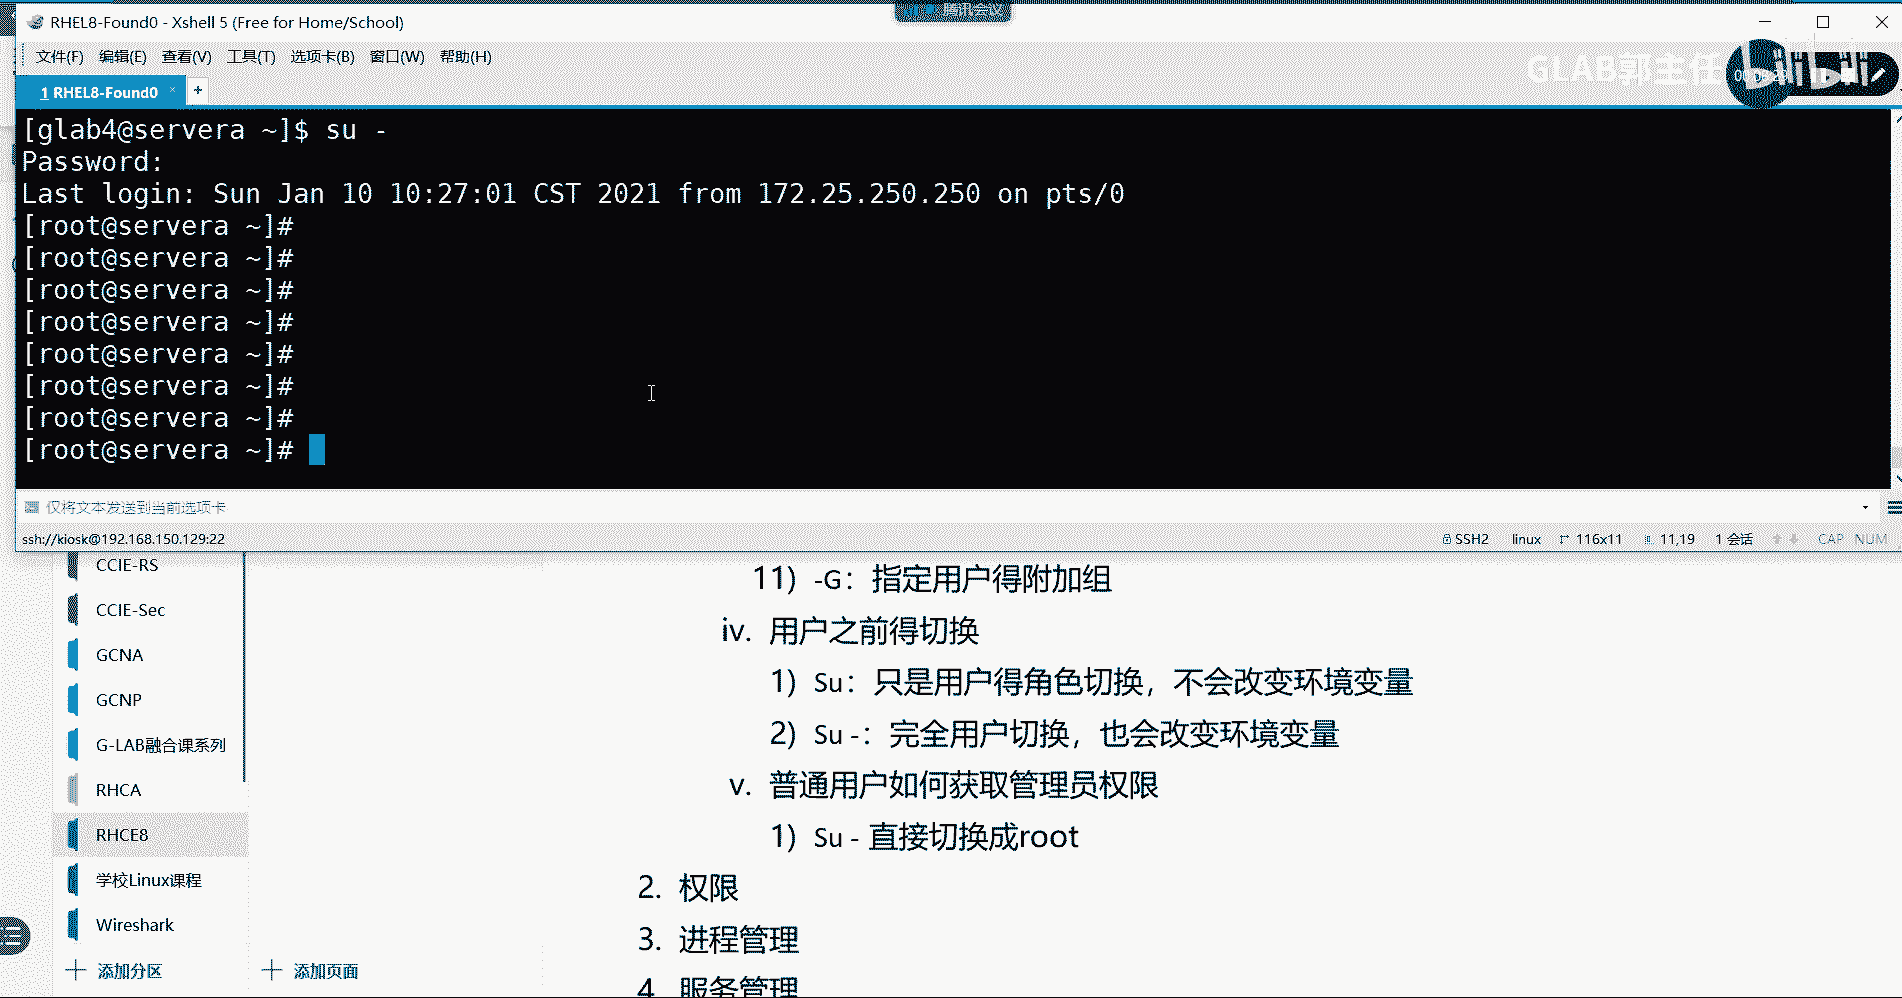 腾讯会议
RHEL8-Found0 - Xshell 5 (Free for Home/School)
文件(F) 编辑(E) 查看(V) 工具(T) 选项卡(B) 窗口(W) 帮助(H)
GLAB郭主任
bilibili
1 RHEL8-Found0 × +
[glab4@servera ~]$ su -
Password:
Last login: Sun Jan 10 10:27:01 CST 2021 from 172.25.250.250 on pts/0
[root@servera ~]#
[root@servera ~]#
[root@servera ~]#
[root@servera ~]#
[root@servera ~]#
[root@servera ~]#
[root@servera ~]#
[root@servera ~]#
仅将文本发送到当前选项卡
ssh://kiosk@192.168.150.129:22 SSH2 linux 116x11 11,19 1 会话 CAP NUM
CCIE-RS
CCIE-Sec
GCNA
GCNP
G-LAB融合课系列
RHCA
RHCE8
学校Linux课程
Wireshark
添加分区
添加页面
11) -G：指定用户得附加组
iv. 用户之前得切换
1) Su：只是用户得角色切换，不会改变环境变量
2) Su -：完全用户切换，也会改变环境变量
v. 普通用户如何获取管理员权限
1) Su - 直接切换成root
2. 权限
3. 进程管理
4. 服务管理